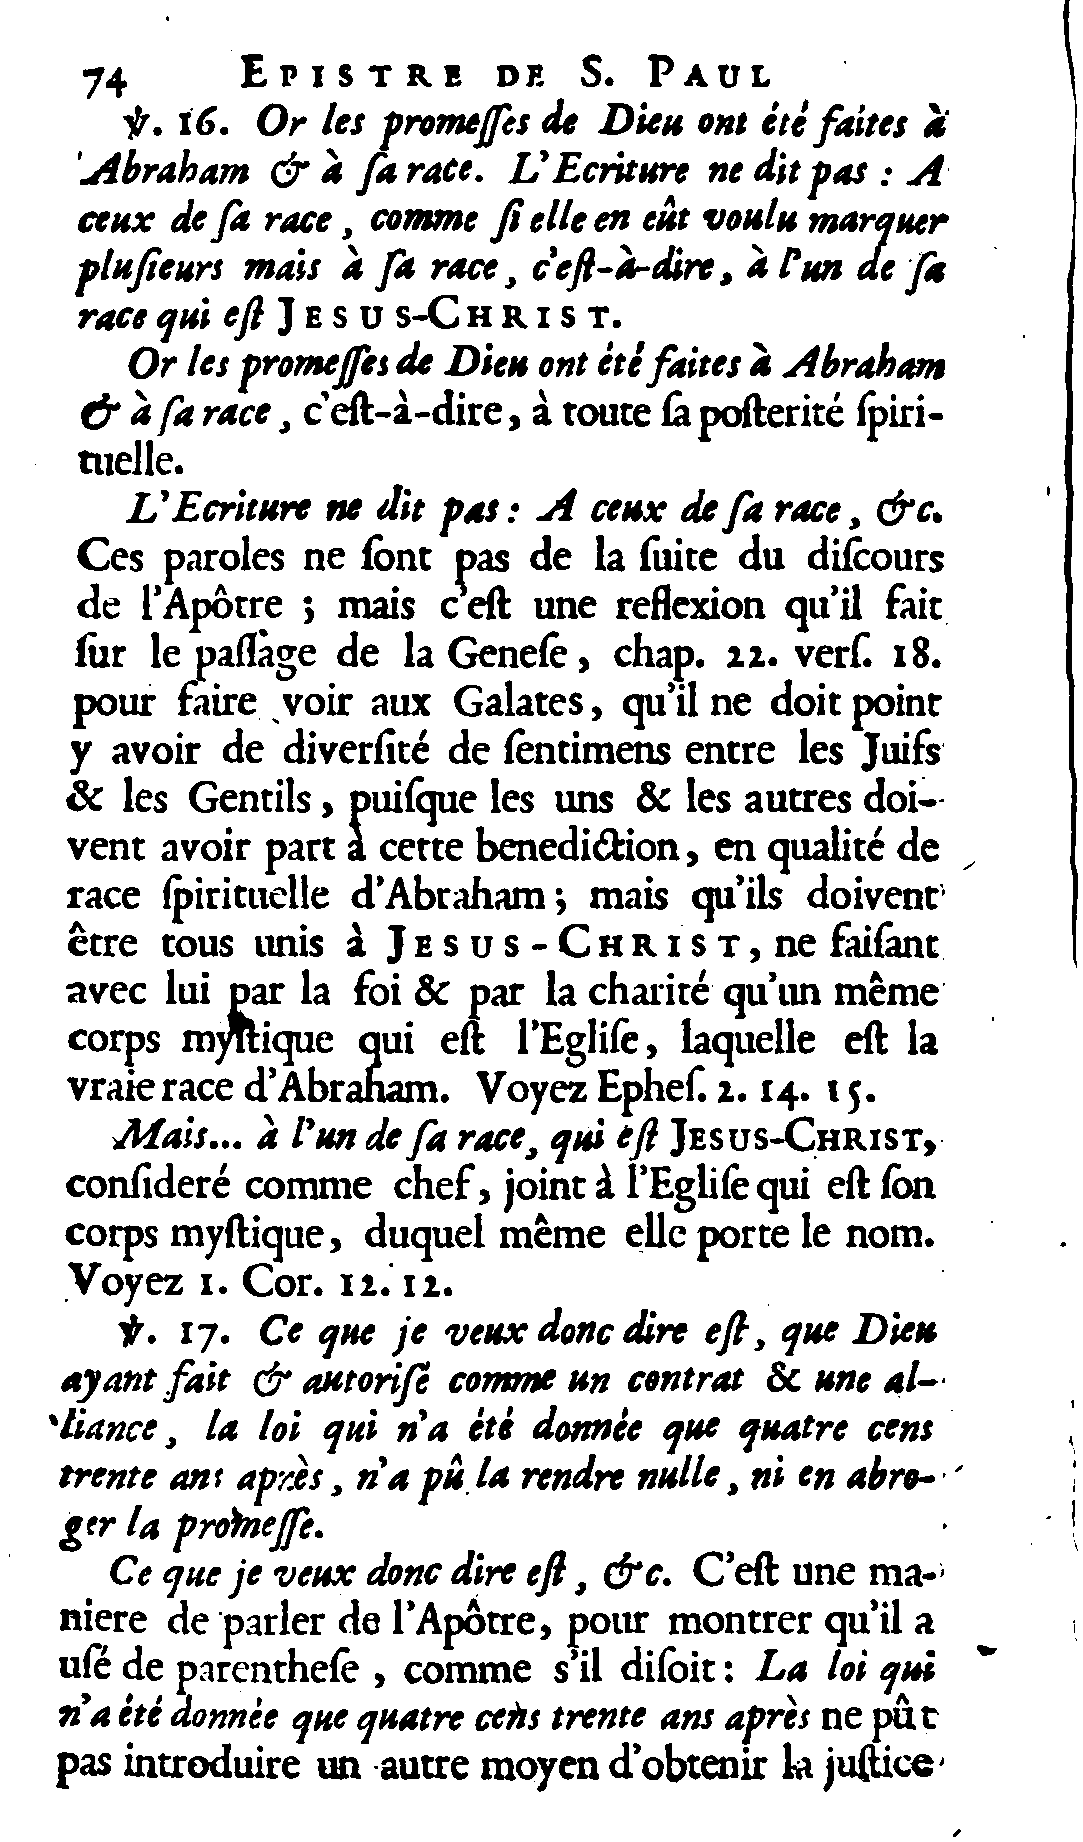 74 EPISTRE DE S. PAUL
℣. 16. Or les promeſſes de Dieu ont été faites à
Abraham & à ſa race. L'Ecriture ne dit pas : A
ceux de ſa race, comme ſi elle en eût voulu marquer
pluſieurs mais à ſa race, c'eſt-à-dire, à l'un de ſa
race qui eſt JESUS-CHRIST.
Or les promeſſes de Dieu ont été faites à Abraham
& à ſa race, c'eſt-à-dire, à toute ſa poſterité ſpiri-
tuelle.
L'Ecriture ne dit pas : A ceux de ſa race, &c.
Ces paroles ne ſont pas de la ſuite du diſcours
de l'Apôtre ; mais c'eſt une reflexion qu'il fait
ſur le paſſage de la Geneſe, chap. 22. verſ. 18.
pour faire voir aux Galates, qu'il ne doit point
y avoir de diverſité de ſentimens entre les Juifs
& les Gentils, puiſque les uns & les autres doi-
vent avoir part à cette benediction, en qualité de
race ſpirituelle d'Abraham ; mais qu'ils doivent
être tous unis à JESUS-CHRIST, ne faiſant
avec lui par la foi & par la charité qu'un même
corps myſtique qui eſt l'Egliſe, laquelle eſt la
vraie race d'Abraham. Voyez Epheſ. 2. 14. 15.
Mais... à l'un de ſa race, qui eſt JESUS-CHRIST,
conſideré comme chef, joint à l'Egliſe qui eſt ſon
corps myſtique, duquel même elle porte le nom.
Voyez 1. Cor. 12. 12.
℣. 17. Ce que je veux donc dire eſt, que Dieu
ayant fait & autoriſé comme un contrat & une al-
liance, la loi qui n'a été donnée que quatre cens
trente ans après, n'a pû la rendre nulle, ni en abro-
ger la promeſſe.
Ce que je veux donc dire eſt, &c. C'eſt une ma-
niere de parler de l'Apôtre, pour montrer qu'il a
uſé de parentheſe, comme s'il diſoit : La loi qui
n'a été donnée que quatre cens trente ans après ne pût
pas introduire un autre moyen d'obtenir la juſtice